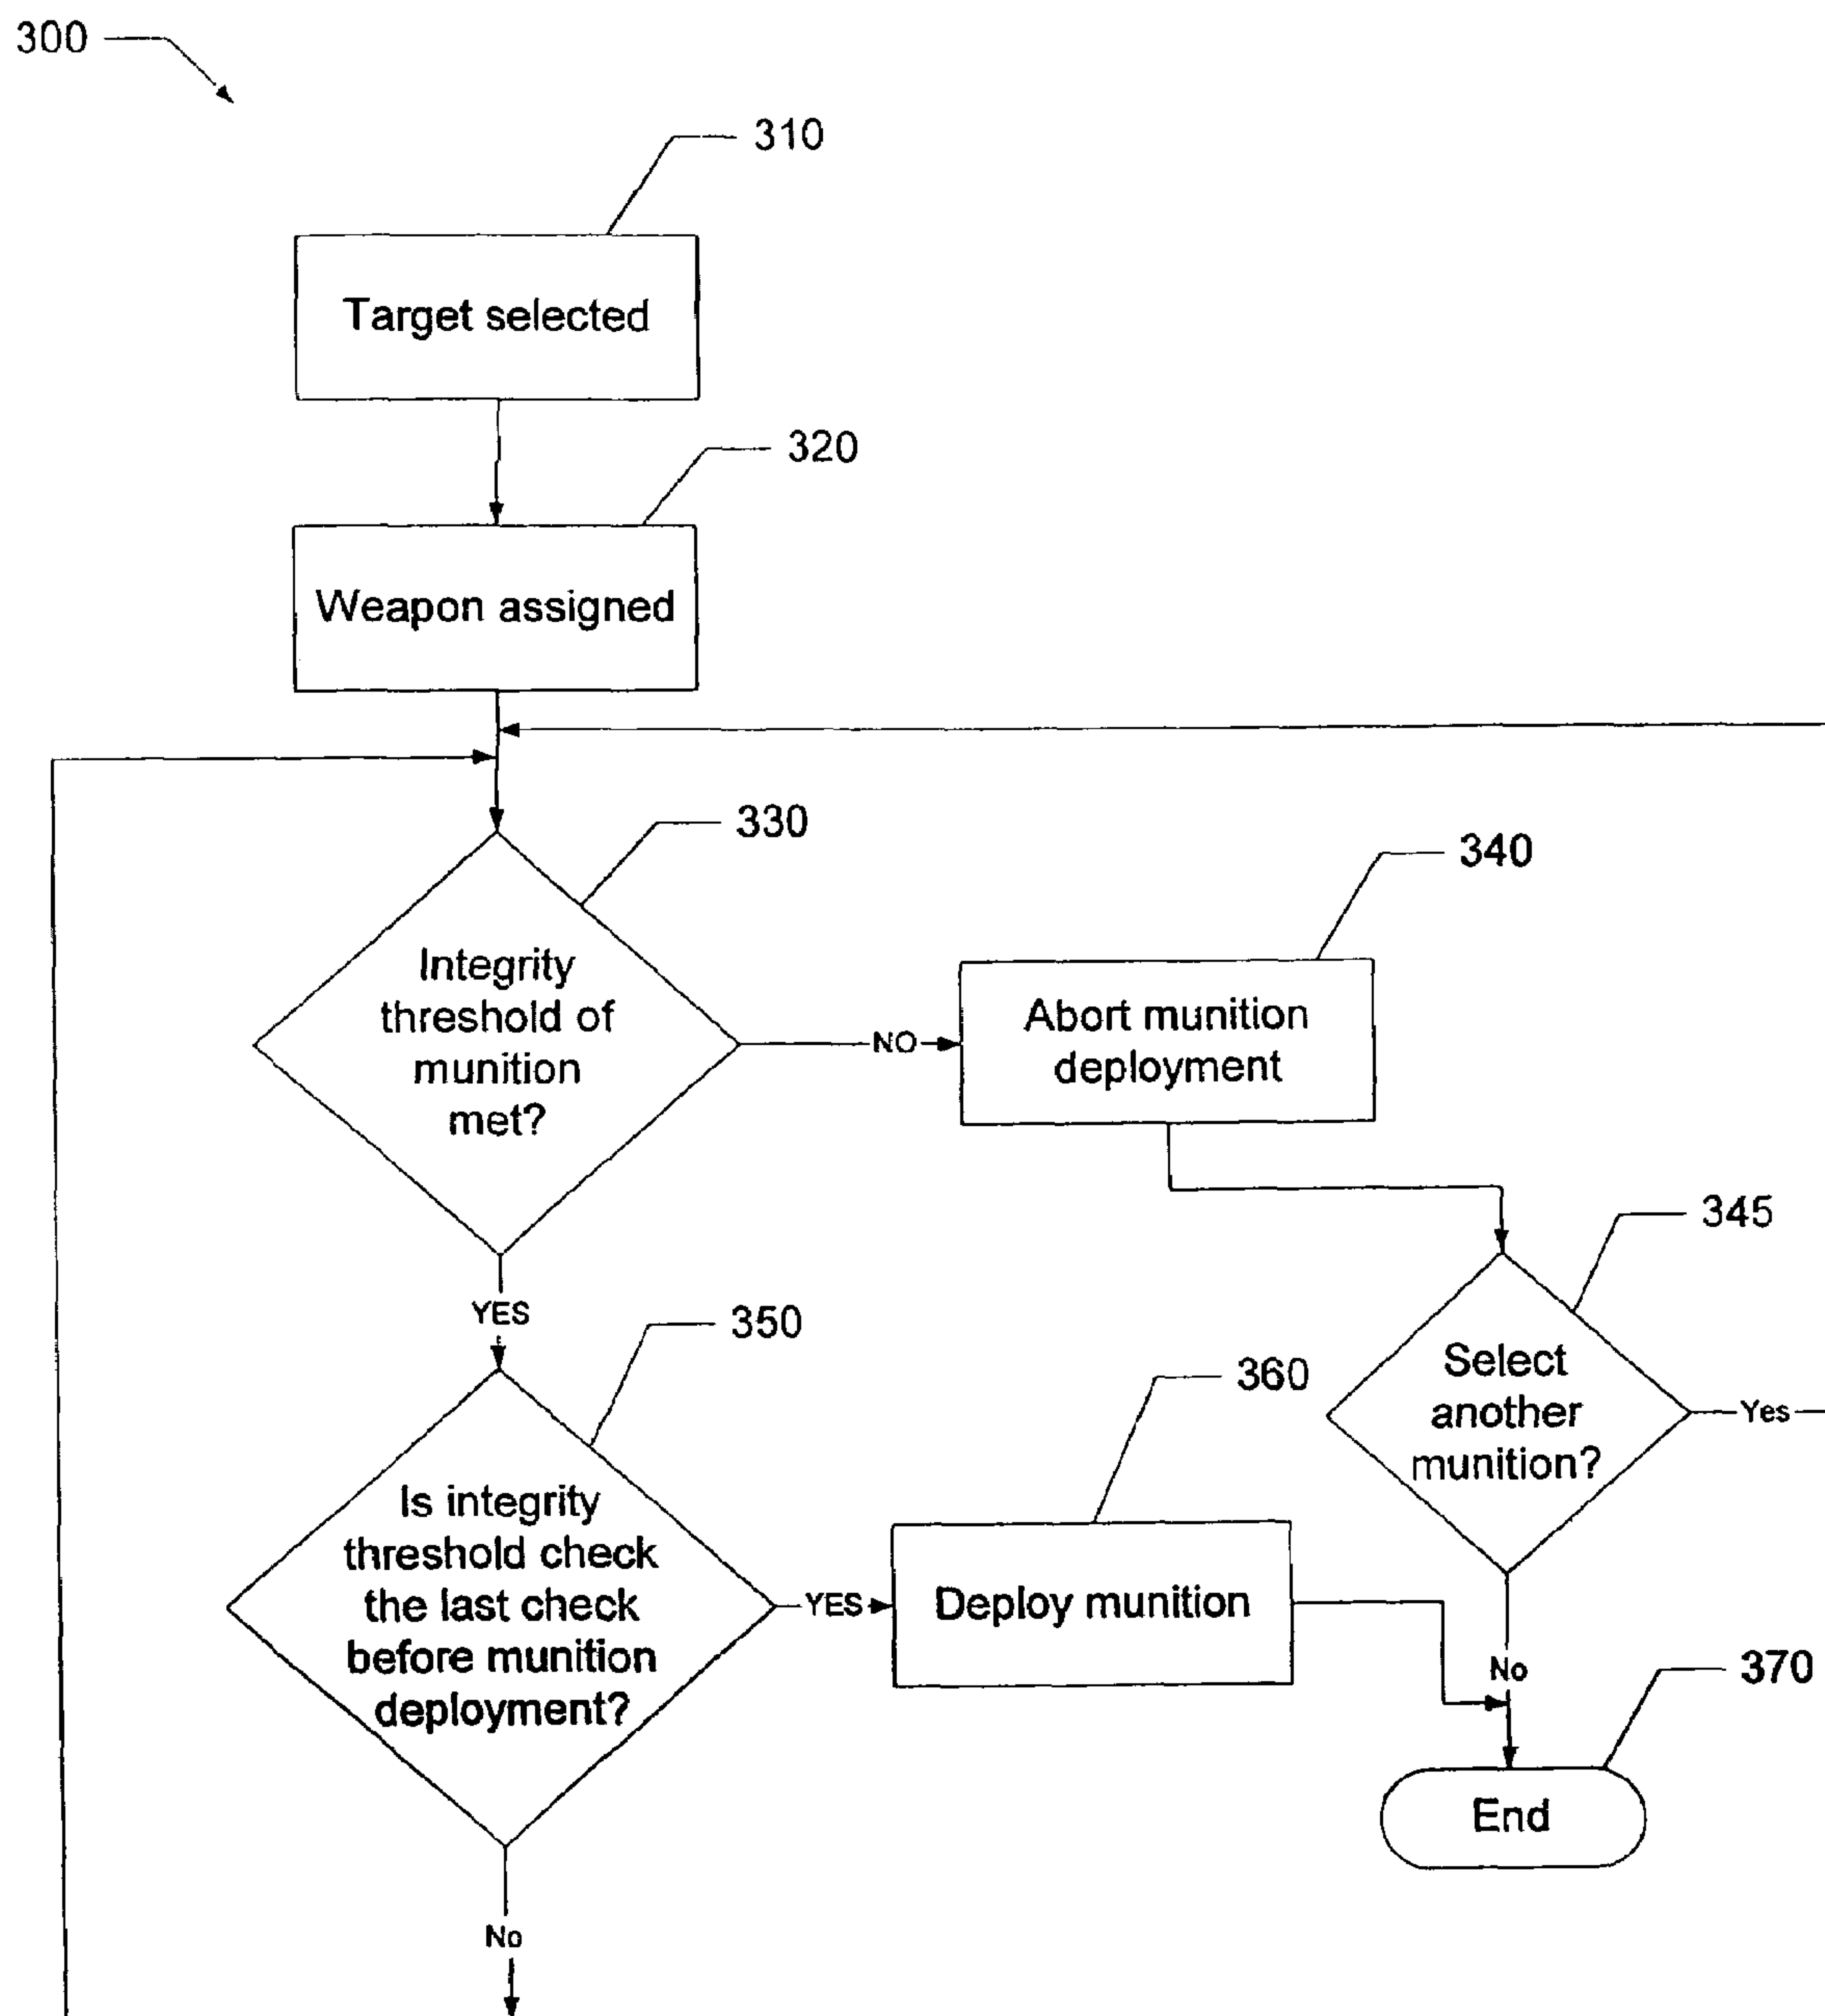 300
310
Target selected
320
Weapon assigned
330
Integrity
threshold of
munition
met?
NO
340
Abort munition
deployment
345
Select
another
munition?
Yes
YES
350
Is integrity
threshold check
the last check
before munition
deployment?
YES
360
Deploy munition
No
370
End
No